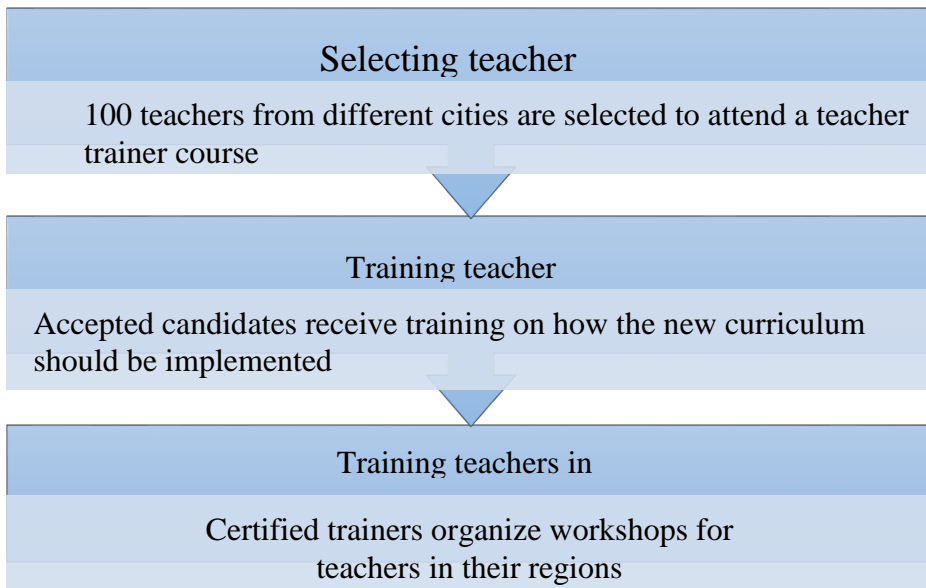 Selecting teacher
100 teachers from different cities are selected to attend a teacher
trainer course
Training teacher
Accepted candidates receive training on how the new curriculum
should be implemented
Training teachers in
Certified trainers organize workshops for
teachers in their regions